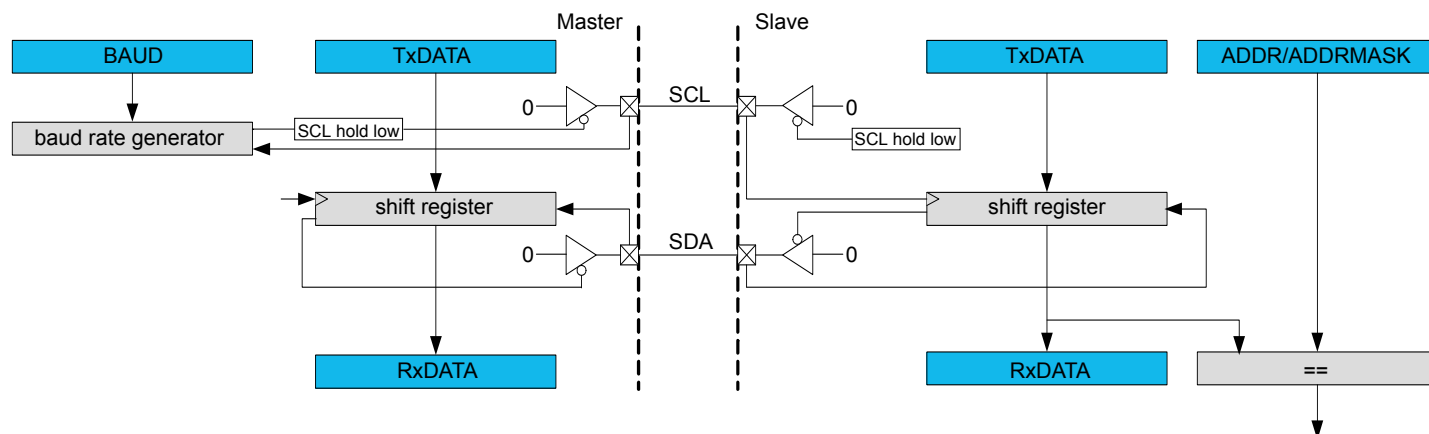 Master
Slave
BAUD
TxDATA
TxDATA
ADDR/ADDRMASK
0
SCL
0
baud rate generator
SCL hold low
SCL hold low
shift register
shift register
0
SDA
0
RxDATA
RxDATA
==